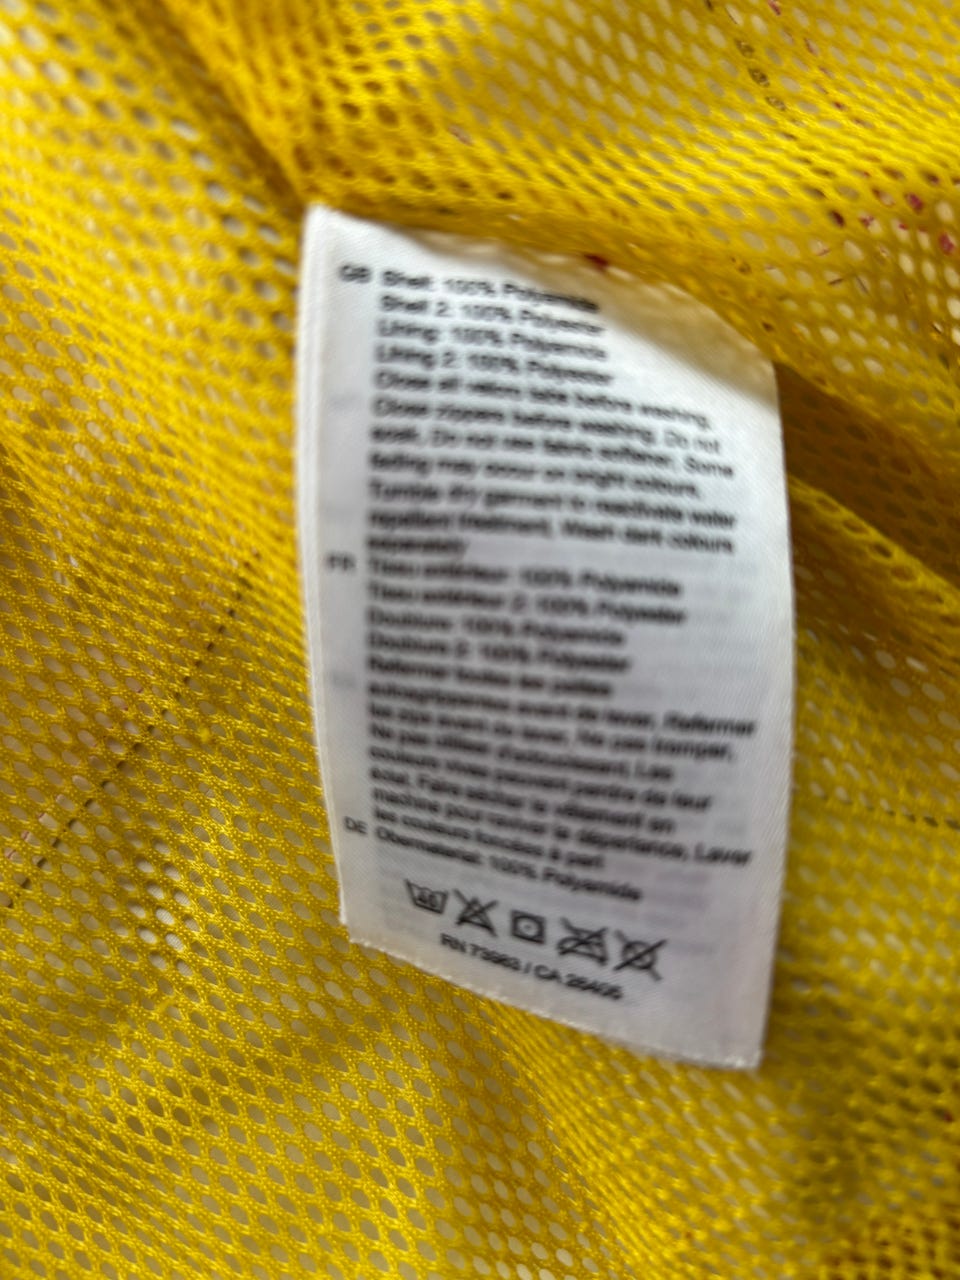 GB Shell: 100% Polyamide
Shell 2: 100% Polyester
Lining: 100% Polyamide
Lining 2: 100% Polyester
Close all velcro tabs before washing.
Close zippers before washing. Do not
soak. Do not use fabric softener. Some
fading may occur on bright colours.
Tumble dry garment to reactivate water
repellent treatment. Wash dark colours
separately
FR Tissu extérieur: 100% Polyamide
Tissu extérieur 2: 100% Polyester
Doublure: 100% Polyamide
Doublure 2: 100% Polyester
Refermer toutes les pattes
autoagrippantes avant de laver. Refermer
les zips avant de laver. Ne pas tremper.
Ne pas utiliser d'adoucissant. Les
couleurs vives peuvent perdre de leur
éclat. Faire sécher le vêtement en
machine pour raviver la déperlance. Laver
les couleurs foncées à part.
DE Obermaterial: 100% Polyamide
40
RN 73963 / CA 28405